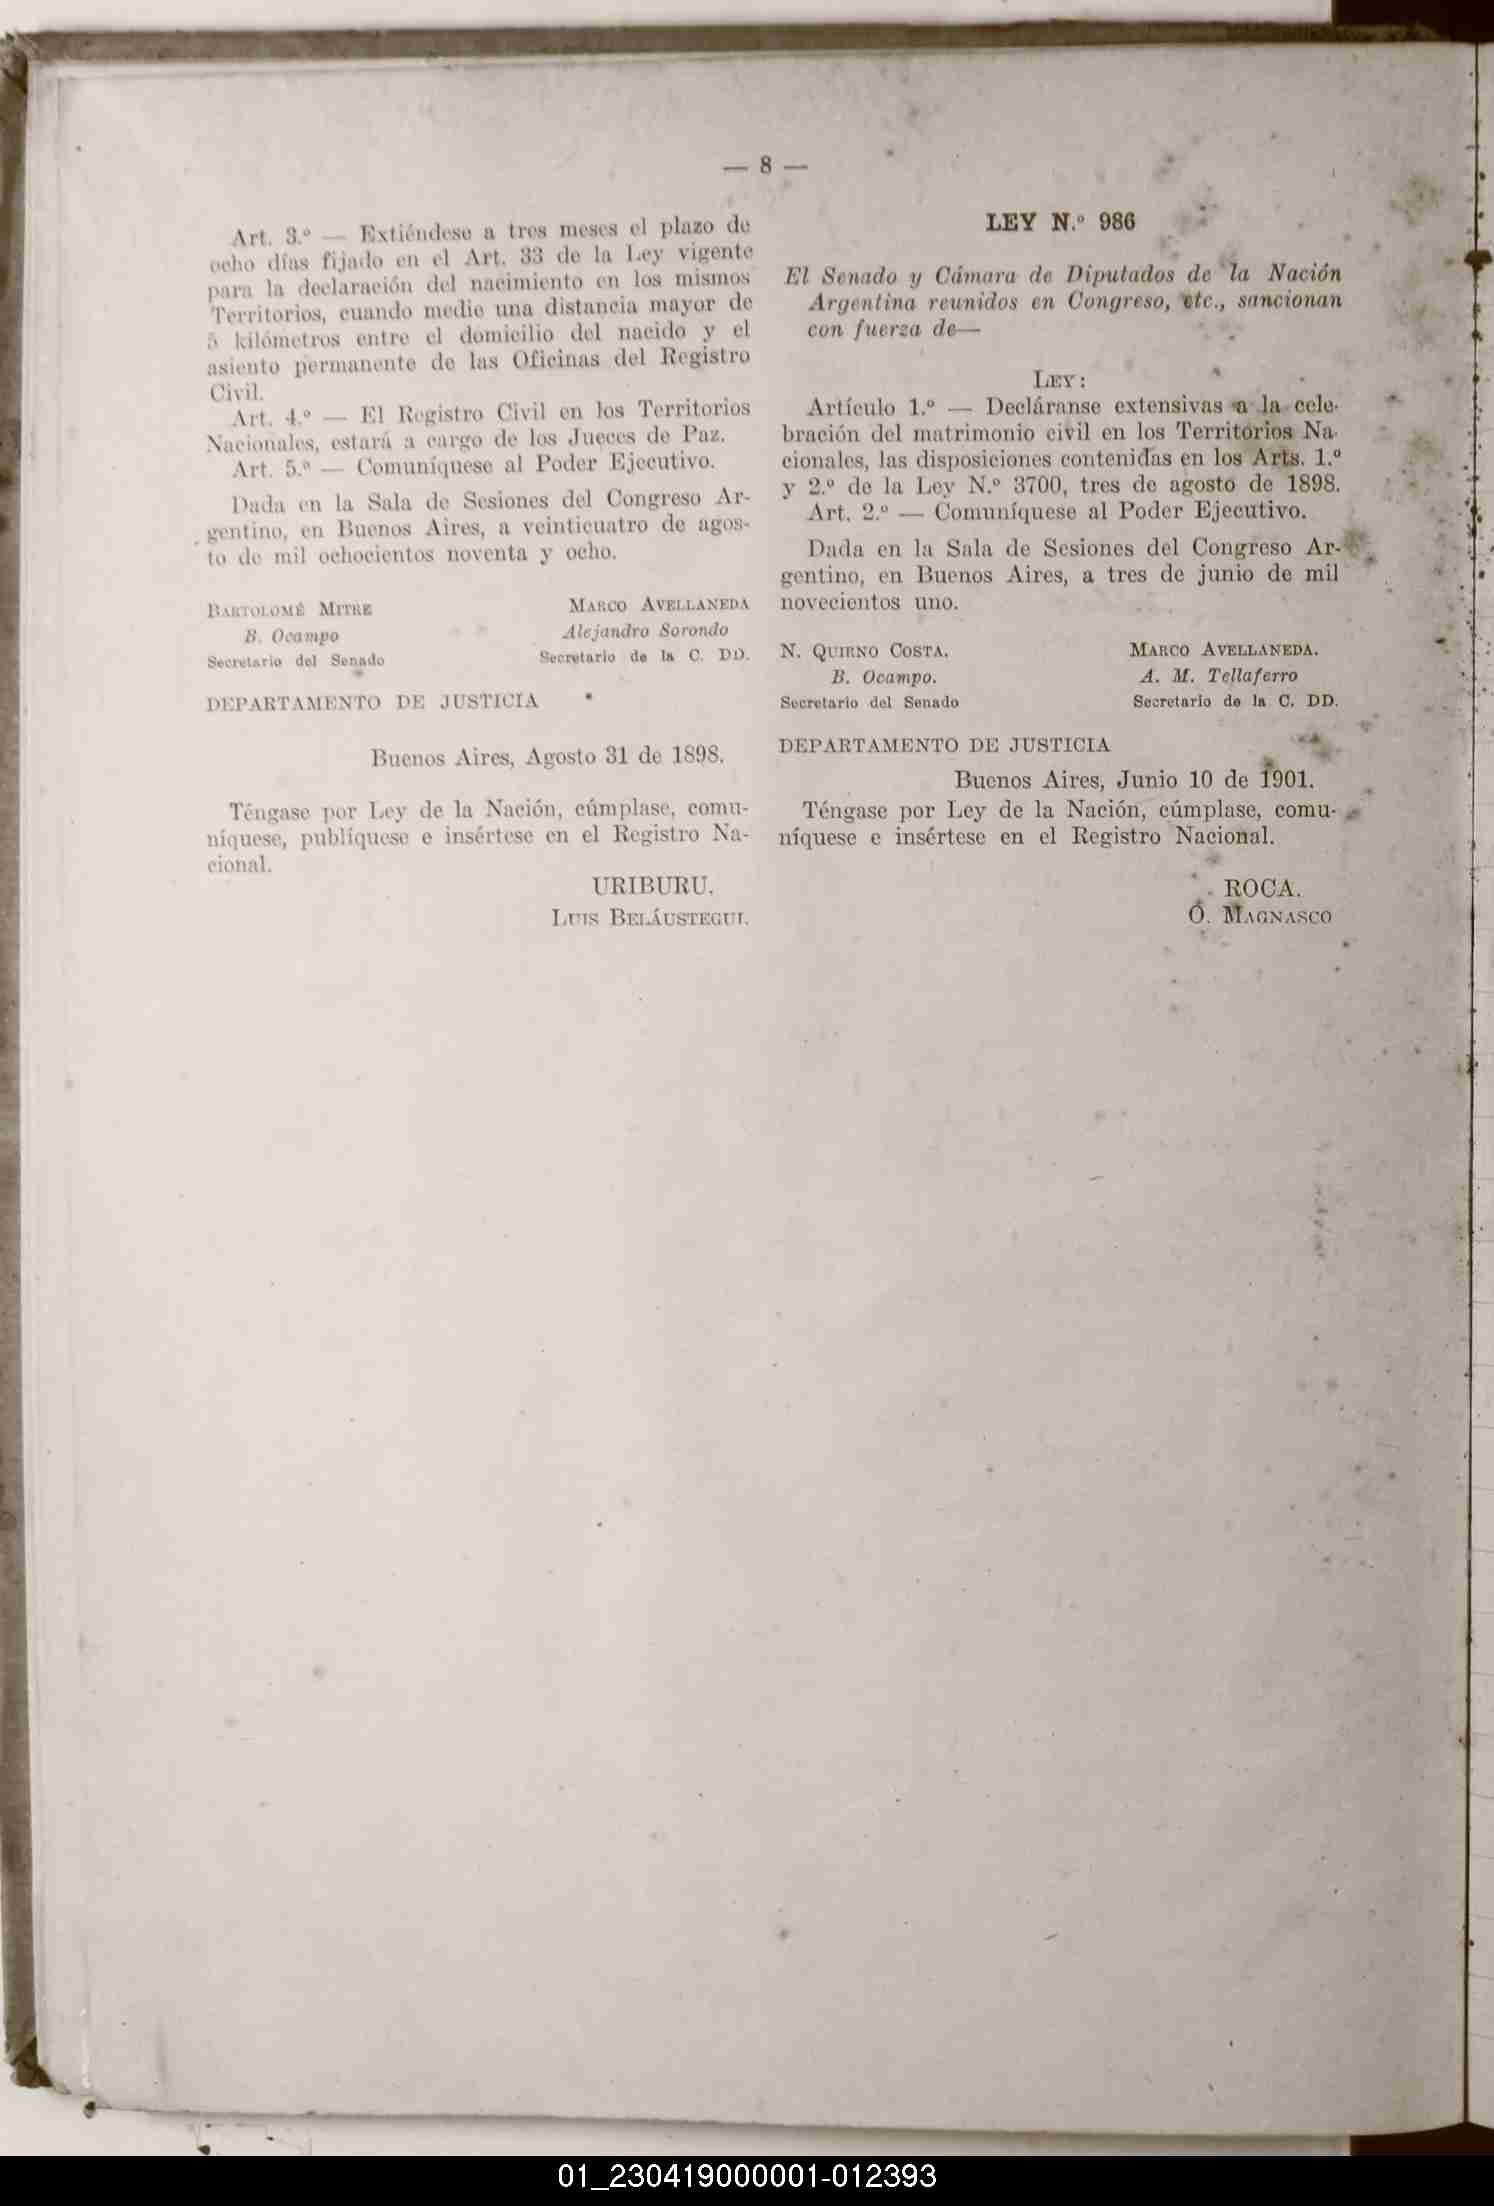 — 8 —
Art. 3.º — Extiéndese a tres meses el plazo de
ocho días fijado en el Art. 33 de la Ley vigente
para la declaración del nacimiento en los mismos
Territorios, cuando medie una distancia mayor de
5 kilómetros entre el domicilio del nacido y el
asiento permanente de las Oficinas del Registro
Civil.
Art. 4.º — El Registro Civil en los Territorios
Nacionales, estará a cargo de los Jueces de Paz.
Art. 5.º — Comuníquese al Poder Ejecutivo.
Dada en la Sala de Sesiones del Congreso Ar-
gentino, en Buenos Aires, a veinticuatro de agos-
to de mil ochocientos noventa y ocho.
BARTOLOMÉ MITRE MARCO AVELLANEDA
B. Ocampo Alejandro Sorondo
Secretario del Senado Secretario de la C. DD.
DEPARTAMENTO DE JUSTICIA
Buenos Aires, Agosto 31 de 1898.
Téngase por Ley de la Nación, cúmplase, comu-
níquese, publíquese e insértese en el Registro Na-
cional.
URIBURU.
LUIS BELÁUSTEGUI.
LEY N.º 986
El Senado y Cámara de Diputados de la Nación
Argentina reunidos en Congreso, etc., sancionan
con fuerza de—
LEY:
Artículo 1.º — Decláranse extensivas a la cele-
bración del matrimonio civil en los Territorios Na-
cionales, las disposiciones contenidas en los Arts. 1.º
y 2.º de la Ley N.º 3700, tres de agosto de 1898.
Art. 2.º — Comuníquese al Poder Ejecutivo.
Dada en la Sala de Sesiones del Congreso Ar-
gentino, en Buenos Aires, a tres de junio de mil
novecientos uno.
N. QUIRNO COSTA. MARCO AVELLANEDA.
B. Ocampo. A. M. Tellaferro
Secretario del Senado Secretario de la C. DD.
DEPARTAMENTO DE JUSTICIA
Buenos Aires, Junio 10 de 1901.
Téngase por Ley de la Nación, cúmplase, comu-
níquese e insértese en el Registro Nacional.
ROCA.
O. MAGNASCO
01_230419000001-012393